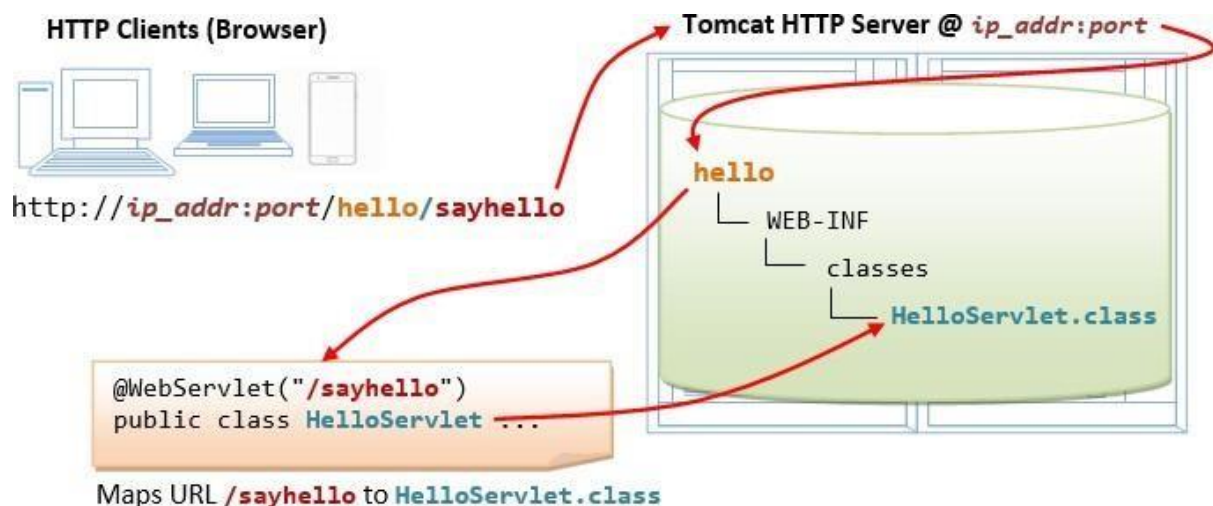 HTTP Clients (Browser)
Tomcat HTTP Server @ ip_addr:port
http://ip_addr:port/hello/sayhello
hello
WEB-INF
classes
HelloServlet.class
@WebServlet("/sayhello")
public class HelloServlet ...
Maps URL /sayhello to HelloServlet.class